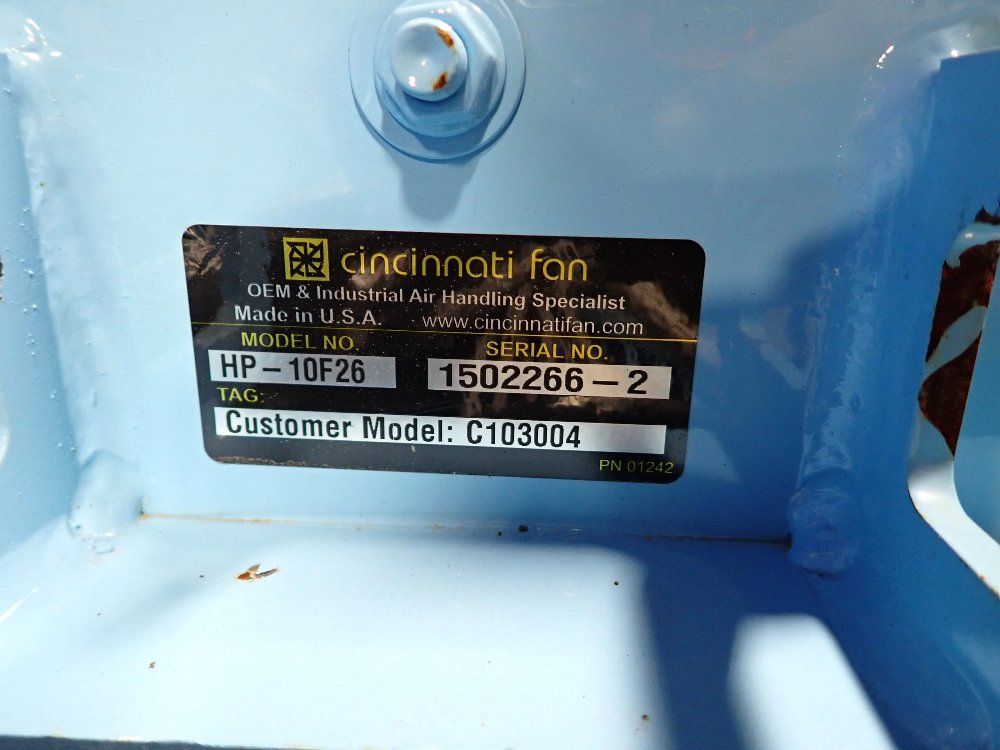 cincinnati fan
OEM & Industrial Air Handling Specialist
Made in U.S.A. www.cincinnatifan.com
MODEL NO. SERIAL NO.
HP-10F26 1502266-2
TAG:
Customer Model: C103004
PN 01242